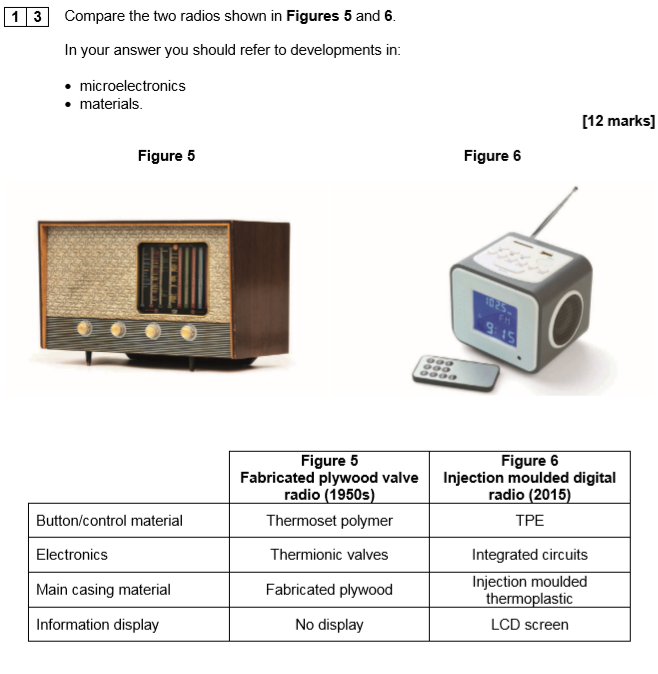 1 3 Compare the two radios shown in Figures 5 and 6.
In your answer you should refer to developments in:
• microelectronics
• materials.
[12 marks]
Figure 5
Figure 6
10:25
FM
9:15
Figure 5
Fabricated plywood valve
radio (1950s)
Figure 6
Injection moulded digital
radio (2015)
Button/control material
Thermoset polymer
TPE
Electronics
Thermionic valves
Integrated circuits
Main casing material
Fabricated plywood
Injection moulded
thermoplastic
Information display
No display
LCD screen